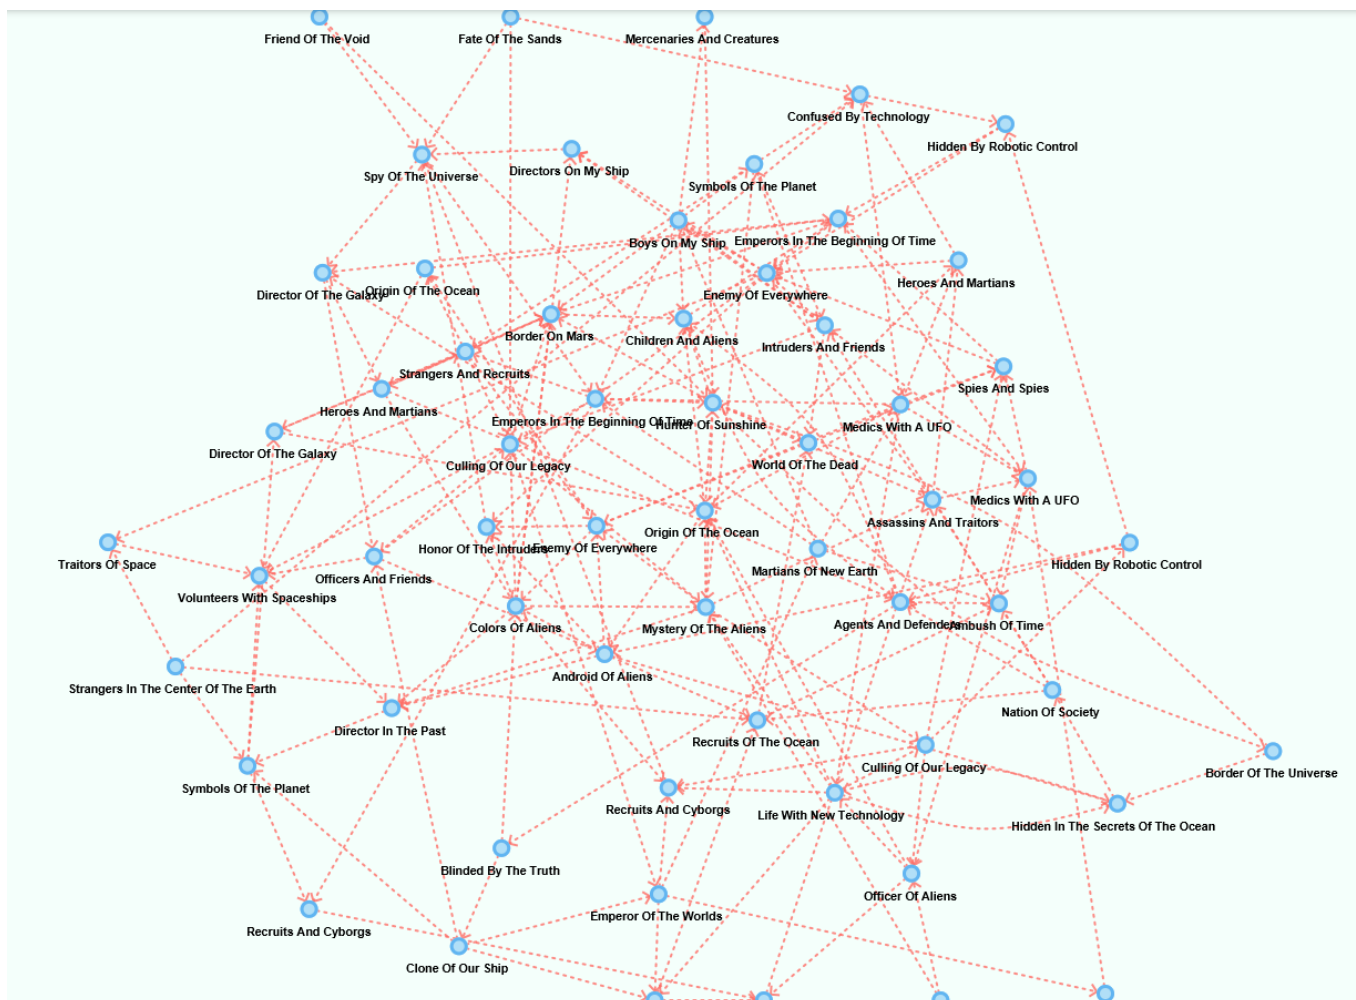 Friend Of The Void
Fate Of The Sands
Mercenaries And Creatures
Confused By Technology
Hidden By Robotic Control
Directors On My Ship
Spy Of The Universe
Symbols Of The Planet
Boys On My Ship
Emperors In The Beginning Of Time
Heroes And Martians
Director Of The Galaxy
Origin Of The Ocean
Enemy Of Everywhere
Border On Mars
Children And Aliens
Intruders And Friends
Strangers And Recruits
Spies And Spies
Heroes And Martians
Emperors In The Beginning Of Time
Hunter Of Sunshine
Medics With A UFO
Director Of The Galaxy
Culling Of Our Legacy
World Of The Dead
Medics With A UFO
Assassins And Traitors
Origin Of The Ocean
Honor Of The Intruders
Enemy Of Everywhere
Traitors Of Space
Martians Of New Earth
Hidden By Robotic Control
Officers And Friends
Volunteers With Spaceships
Colors Of Aliens
Mystery Of The Aliens
Agents And Defenders
Ambush Of Time
Android Of Aliens
Strangers In The Center Of The Earth
Nation Of Society
Director In The Past
Recruits Of The Ocean
Culling Of Our Legacy
Border Of The Universe
Symbols Of The Planet
Recruits And Cyborgs
Life With New Technology
Hidden In The Secrets Of The Ocean
Blinded By The Truth
Officer Of Aliens
Emperor Of The Worlds
Recruits And Cyborgs
Clone Of Our Ship